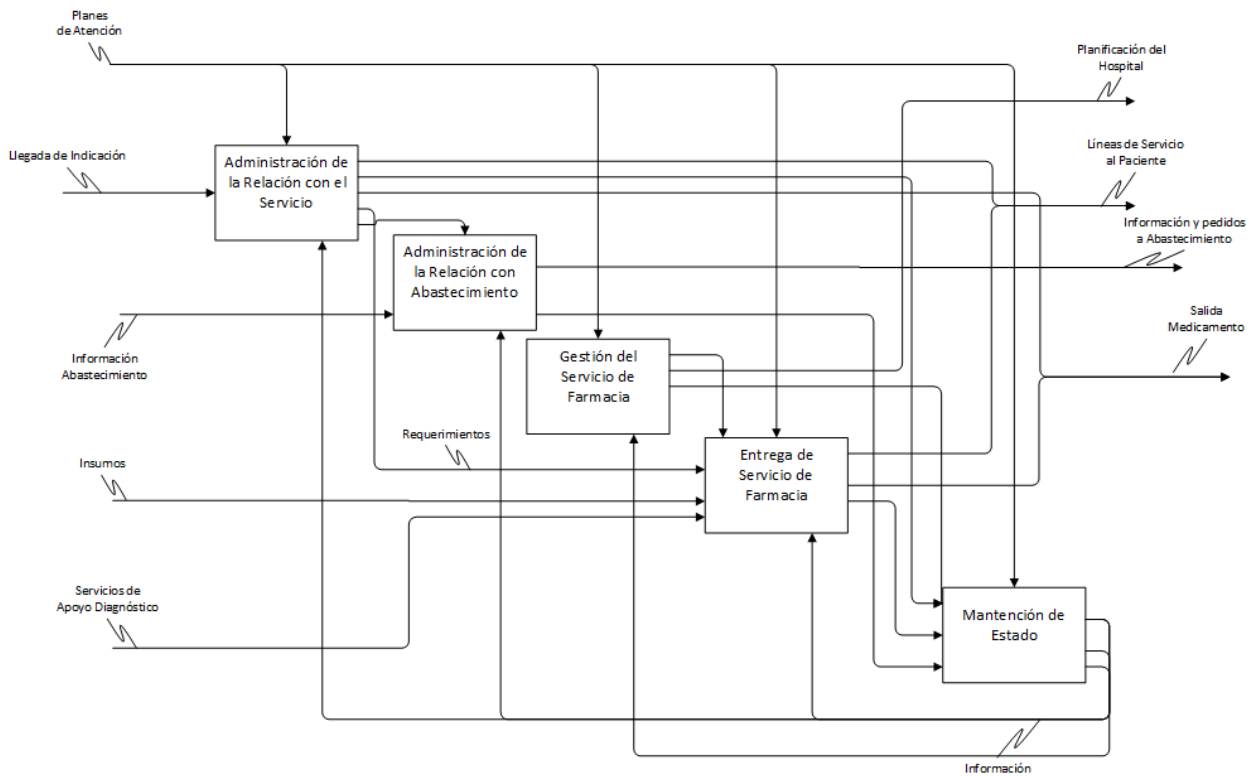 Planes
de Atención
Planificación del
Hospital
Llegada de Indicación
Administración de
la Relación con el
Servicio
Líneas de Servicio
al Paciente
Información y pedidos
a Abastecimiento
Administración de
la Relación con
Abastecimiento
Salida
Medicamento
Información
Abastecimiento
Gestión del
Servicio de
Farmacia
Requerimientos
Entrega de
Servicio de
Farmacia
Insumos
Servicios de
Apoyo Diagnóstico
Mantención de
Estado
Información